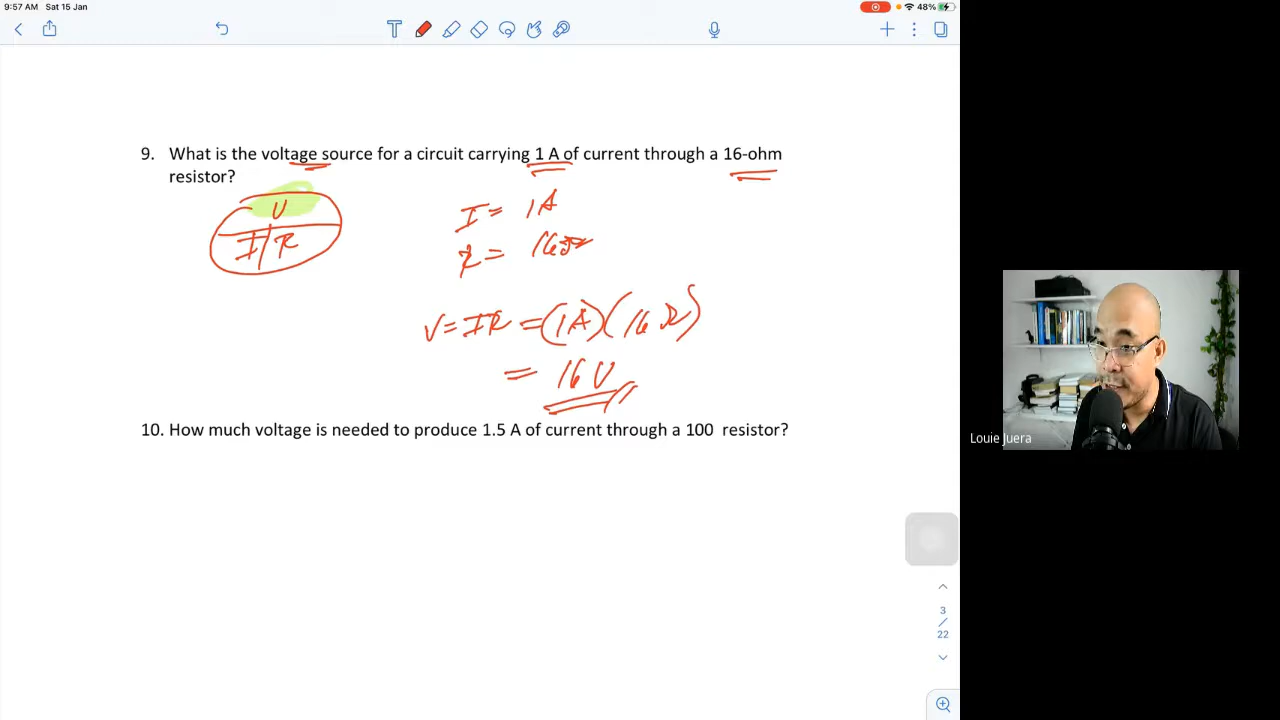 9:57 AM Sat 15 Jan
48%
9. What is the voltage source for a circuit carrying 1 A of current through a 16-ohm
resistor?
V
I R
I = 1A
R = 16Ω
V = IR = (1A)(16Ω)
= 16V
10. How much voltage is needed to produce 1.5 A of current through a 100 resistor?
Louie Juera
3
/
22